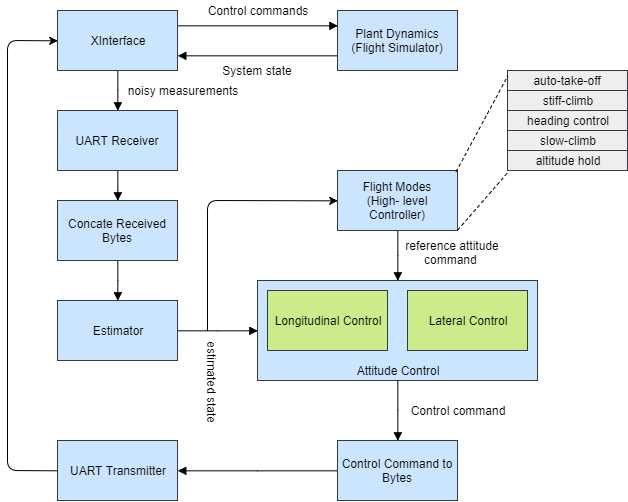 Control commands
XInterface
Plant Dynamics
(Flight Simulator)
System state
noisy measurements
auto-take-off
stiff-climb
heading control
slow-climb
altitude hold
UART Receiver
Flight Modes
(High- level
Controller)
Concate Received
Bytes
reference attitude
command
Estimator
estimated state
Longitudinal Control
Lateral Control
Attitude Control
Control command
UART Transmitter
Control Command to
Bytes